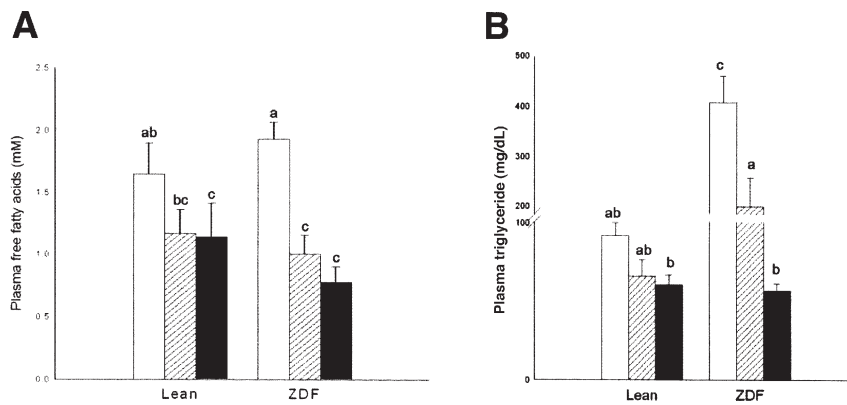 A
Plasma free fatty acids (mM)
2.5
2.0
1.5
1.0
0.5
0.0
ab
bc
c
a
c
c
Lean
ZDF
B
Plasma triglyceride (mg/dL)
500
400
300
200
100
0
ab
ab
b
c
a
b
Lean
ZDF